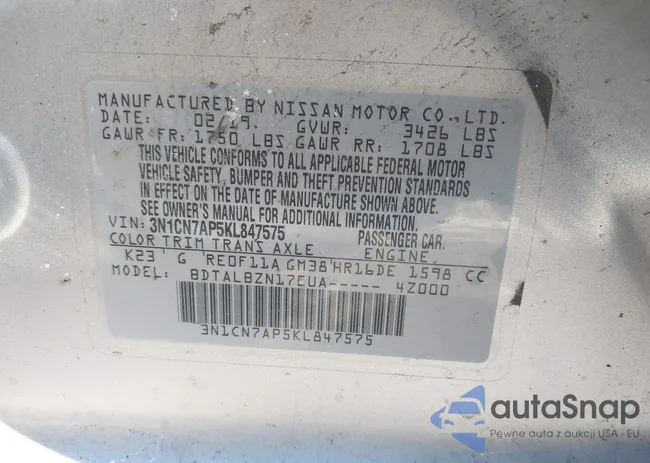 MANUFACTURED BY NISSAN MOTOR CO.,LTD.
DATE: 02/19. GVWR: 3426 LBS
GAWR FR: 1750 LBS GAWR RR: 1708 LBS
THIS VEHICLE CONFORMS TO ALL APPLICABLE FEDERAL MOTOR
VEHICLE SAFETY, BUMPER AND THEFT PREVENTION STANDARDS
IN EFFECT ON THE DATE OF MANUFACTURE SHOWN ABOVE.
SEE OWNER'S MANUAL FOR ADDITIONAL INFORMATION.
VIN: 3N1CN7AP5KL847575 PASSENGER CAR.
COLOR TRIM TRANS AXLE ENGINE
K23 G RE0F11A GM38 HR16DE 1598 CC
MODEL: BDTALBZN17EUA----- 4Z000
3N1CN7AP5KL847575
autaSnap
Pewne auta z aukcji USA i EU